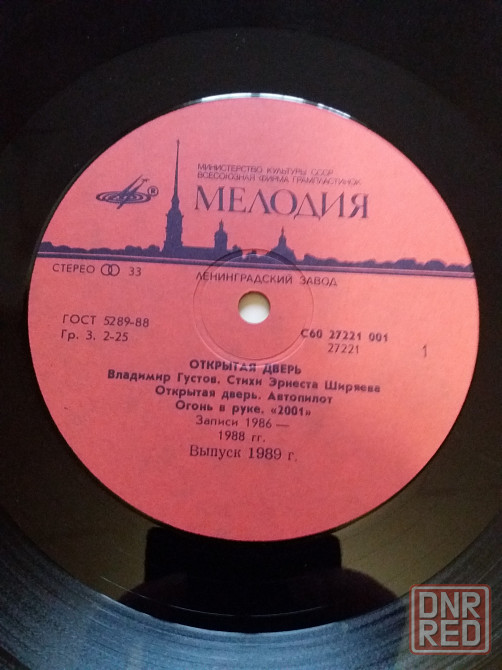 МИНИСТЕРСТВО КУЛЬТУРЫ СССР
ВСЕСОЮЗНАЯ ФИРМА ГРАМПЛАСТИНОК
®
МЕЛОДИЯ
СТЕРЕО 33
ЛЕНИНГРАДСКИЙ ЗАВОД
ГОСТ 5289-88
Гр. 3. 2-25
С60 27221 001
27221
1
ОТКРЫТАЯ ДВЕРЬ
Владимир Густов. Стихи Эрнеста Ширяева
Открытая дверь. Автопилот
Огонь в руке. «2001»
Записи 1986 —
1988 гг.
Выпуск 1989 г.
DNR
RED